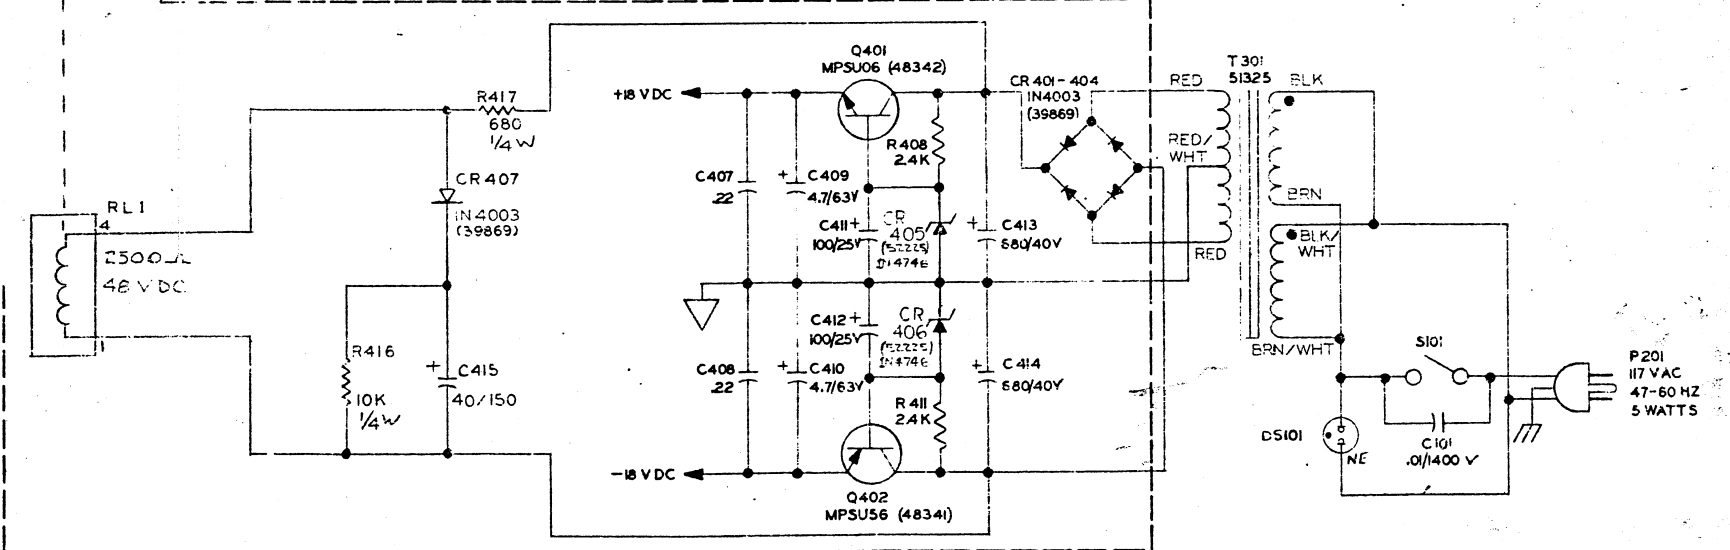 Q401
MPSU06 (48342)
+18 VDC
R417
680
1/4 W
CR 401-404
IN4003
(39869)
RED
T301
51325
BLK
R408
2.4K
RED/
WHT
CR407
IN4003
(39869)
C407
.22
+ C409
4.7/63V
C411 +
100/25V
CR
405
IN4746
+ C413
680/40V
BRN
RL1
4
2500Ω
48 VDC
1
BLK/
WHT
RED
C412 +
100/25V
CR
406
IN4746
BRN/WHT
S101
R416
10K
1/4W
+ C415
40/150
C408
.22
+ C410
4.7/63V
+ C414
680/40V
R411
2.4K
P201
117 VAC
47-60 HZ
5 WATTS
DS101
NE
C101
.01/1400 V
-18 VDC
Q402
MPSU56 (48341)